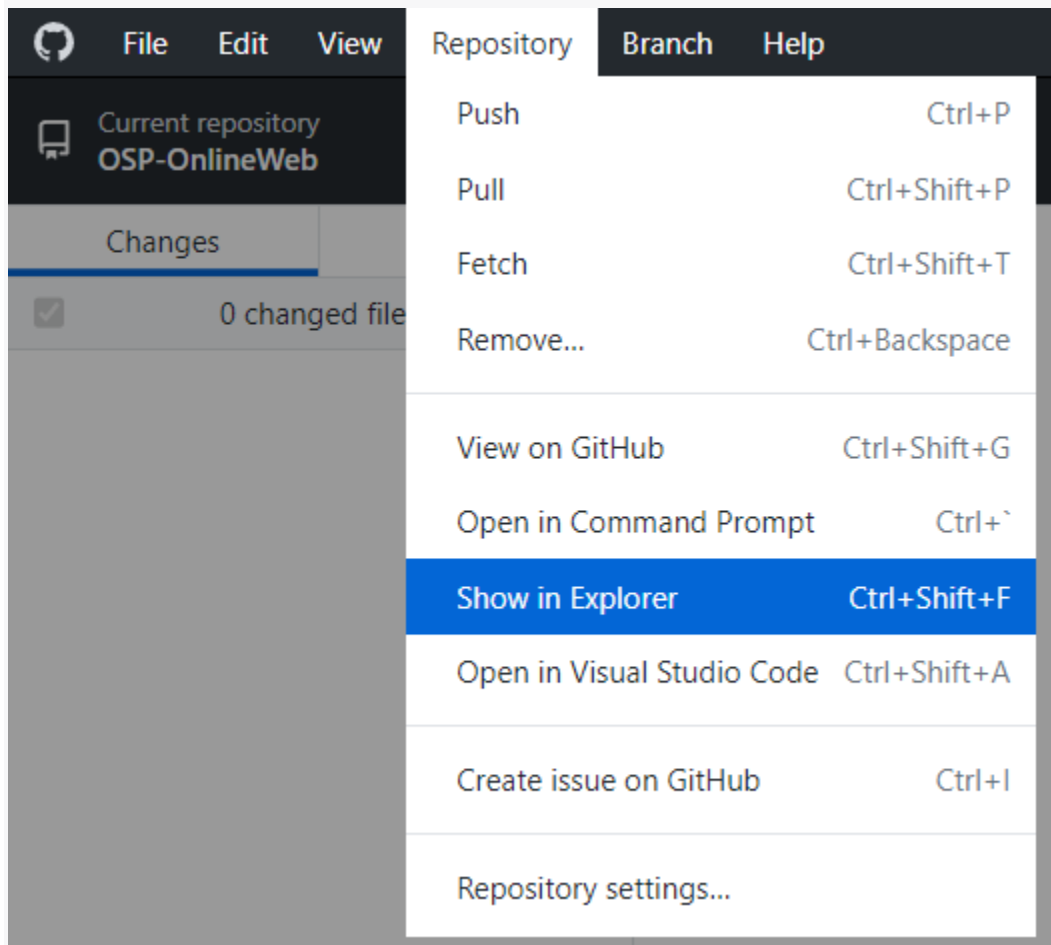 File Edit View Repository Branch Help
Current repository
OSP-OnlineWeb
Changes
0 changed file
Push Ctrl+P
Pull Ctrl+Shift+P
Fetch Ctrl+Shift+T
Remove... Ctrl+Backspace
View on GitHub Ctrl+Shift+G
Open in Command Prompt Ctrl+`
Show in Explorer Ctrl+Shift+F
Open in Visual Studio Code Ctrl+Shift+A
Create issue on GitHub Ctrl+I
Repository settings...